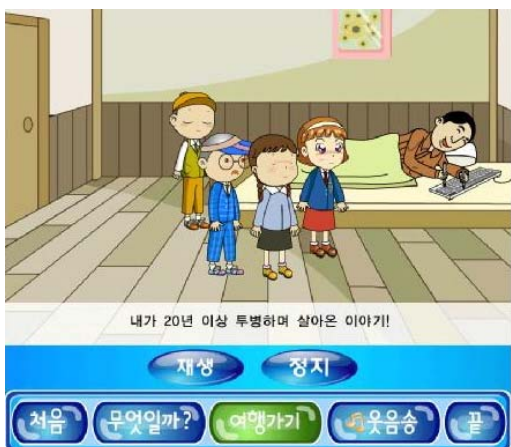 내가 20년 이상 투병하며 살아온 이야기!
재생 정지
처음 무엇일까? 여행가기 웃음송 끝